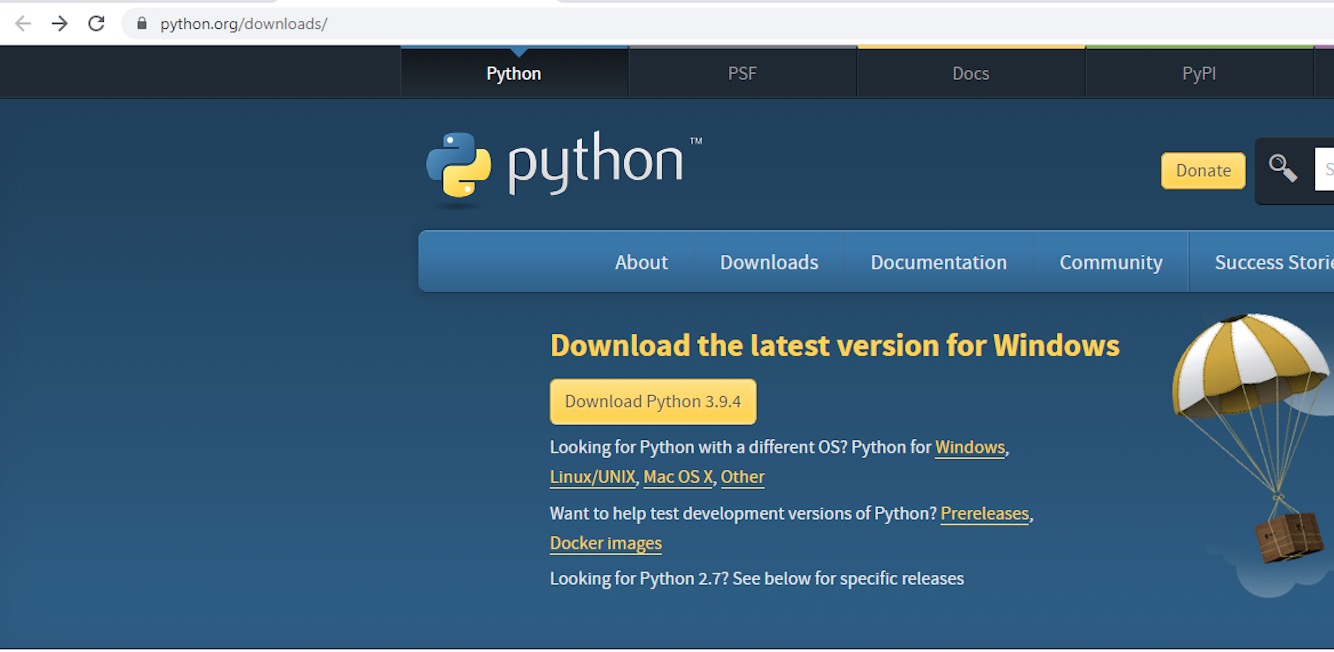 python.org/downloads/
Python PSF Docs PyPI
python™
Donate
About Downloads Documentation Community Success Storie
Download the latest version for Windows
Download Python 3.9.4
Looking for Python with a different OS? Python for Windows,
Linux/UNIX, Mac OS X, Other
Want to help test development versions of Python? Prereleases,
Docker images
Looking for Python 2.7? See below for specific releases